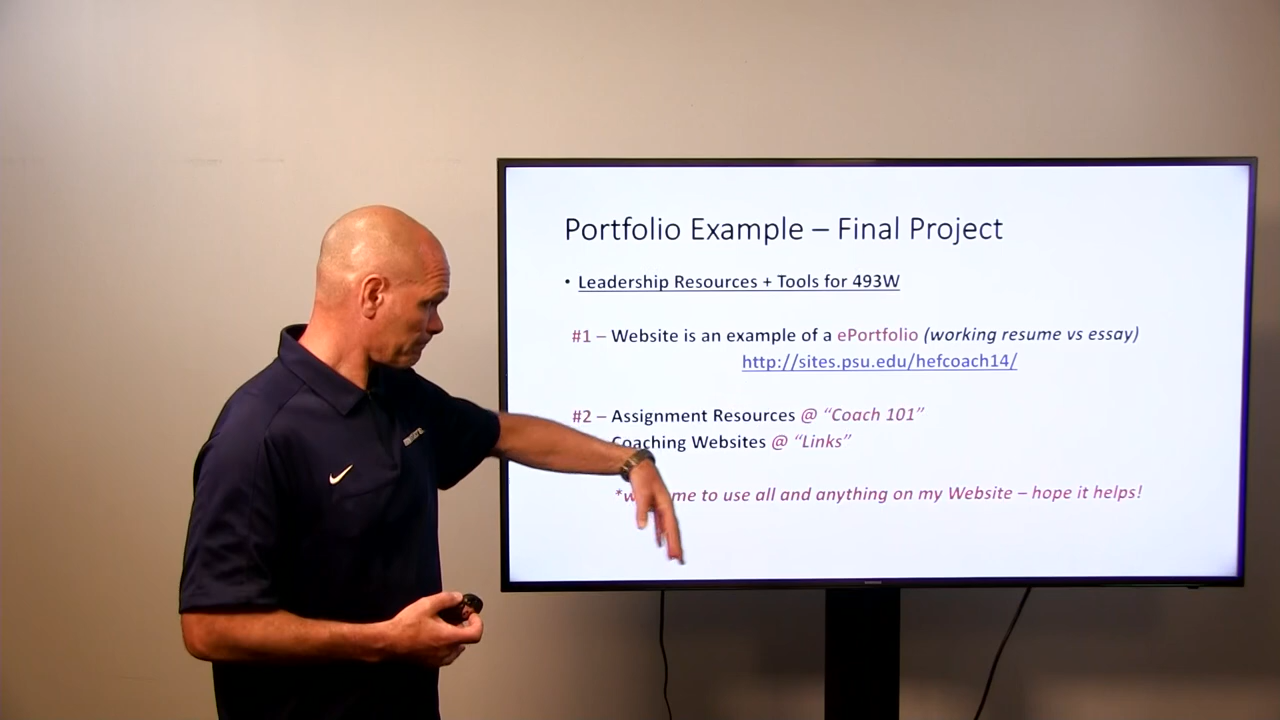 Portfolio Example – Final Project
• Leadership Resources + Tools for 493W
#1 – Website is an example of a ePortfolio (working resume vs essay)
http://sites.psu.edu/hefcoach14/
#2 – Assignment Resources @ “Coach 101”
Websites @ “Links”
to use all and anything on my Website – hope it helps!